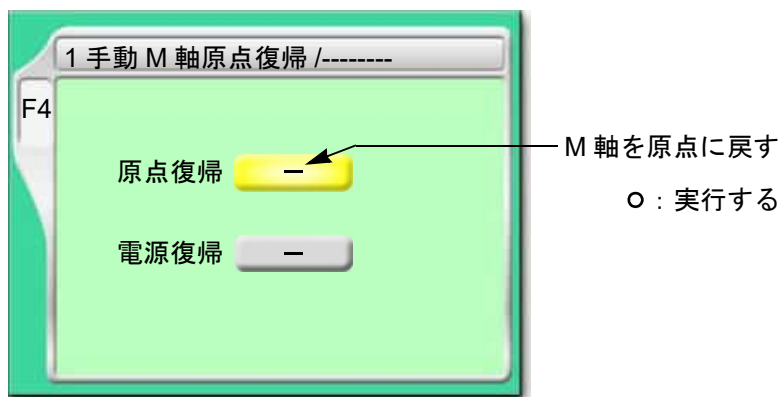 1 手動 M 軸原点復帰 /--------
F4
原点復帰 −
M 軸を原点に戻す
○：実行する
電源復帰 −